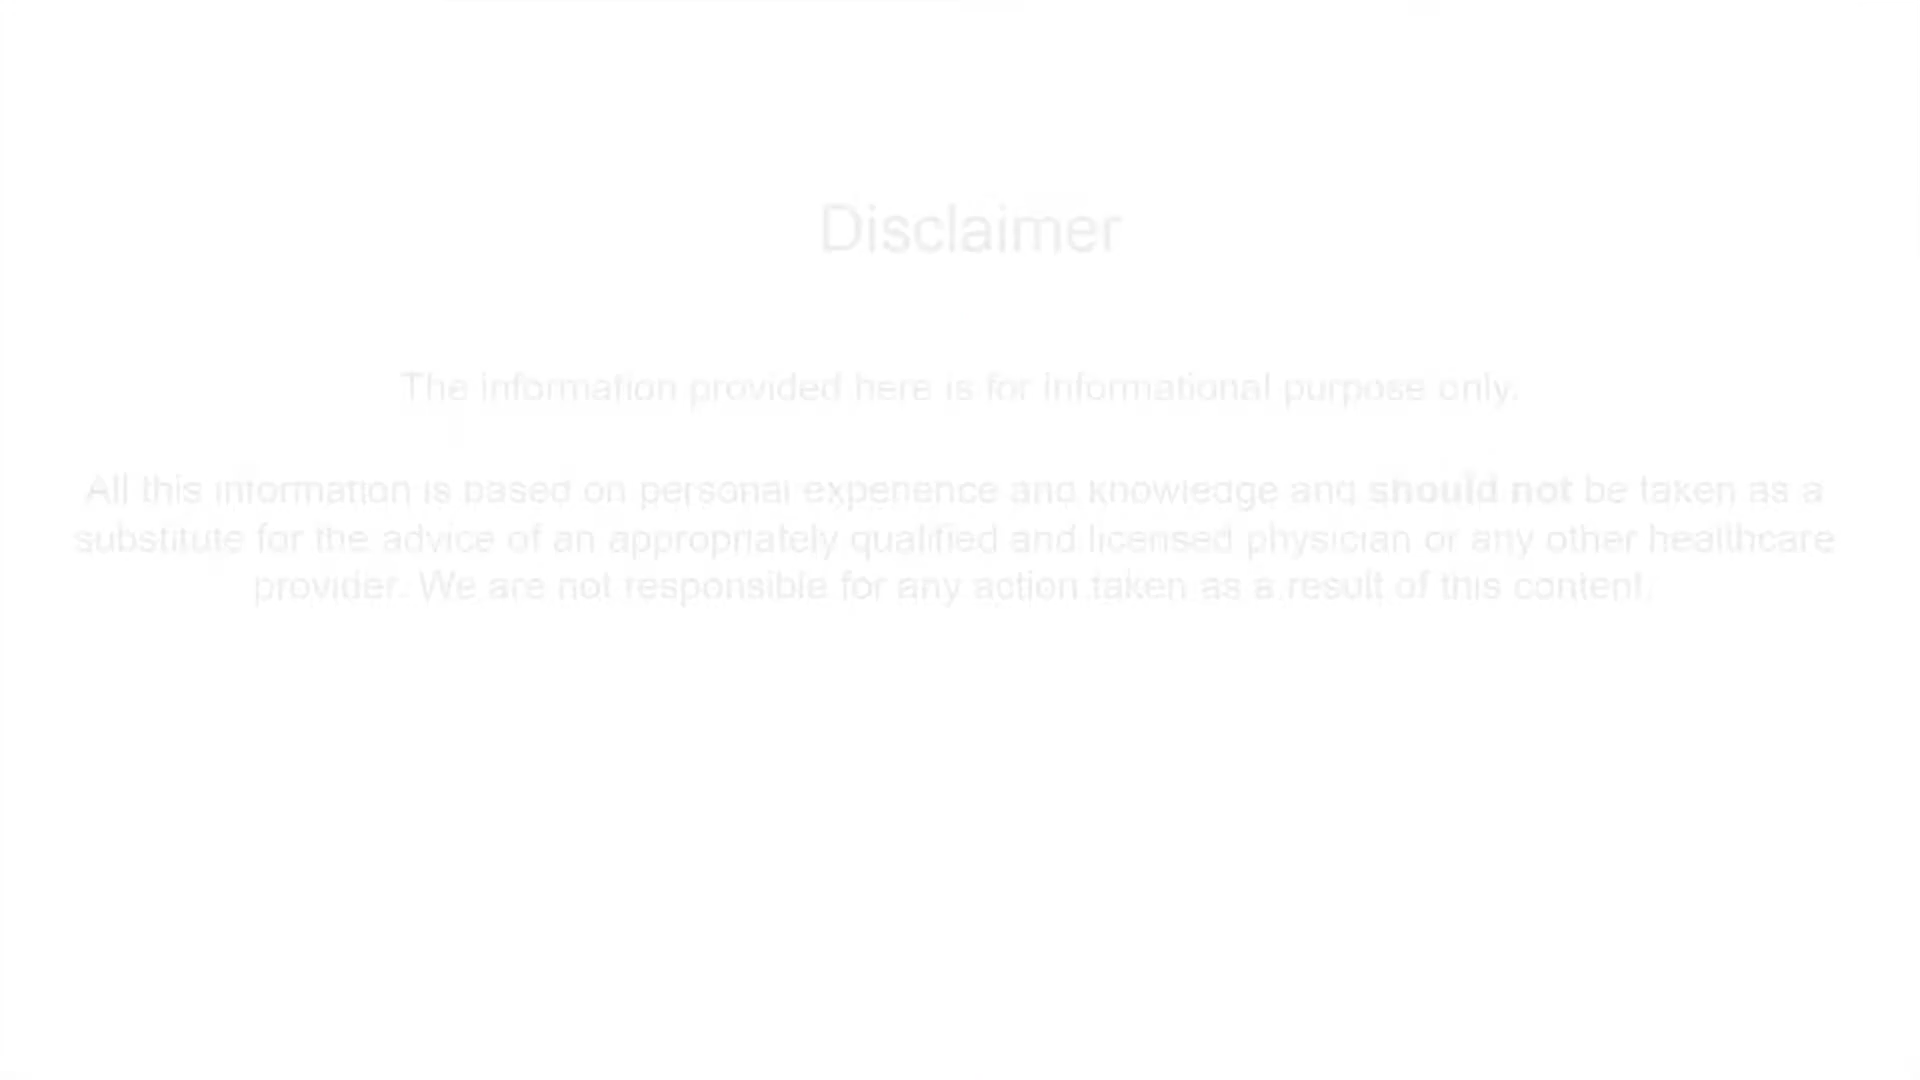 Disclaimer
The information provided here is for informational purpose only.
All this information is based on personal experience and knowledge and should not be taken as a
substitute for the advice of an appropriately qualified and licensed physician or any other healthcare
provider. We are not responsible for any action taken as a result of this content.